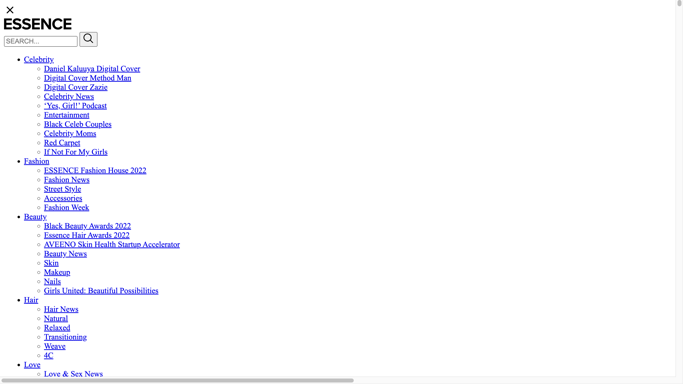 ESSENCE
SEARCH...
Celebrity
Daniel Kaluuya Digital Cover
Digital Cover Method Man
Digital Cover Zazie
Celebrity News
‘Yes, Girl!’ Podcast
Entertainment
Black Celeb Couples
Celebrity Moms
Red Carpet
If Not For My Girls
Fashion
ESSENCE Fashion House 2022
Fashion News
Street Style
Accessories
Fashion Week
Beauty
Black Beauty Awards 2022
Essence Hair Awards 2022
AVEENO Skin Health Startup Accelerator
Beauty News
Skin
Makeup
Nails
Girls United: Beautiful Possibilities
Hair
Hair News
Natural
Relaxed
Transitioning
Weave
4C
Love
Love & Sex News